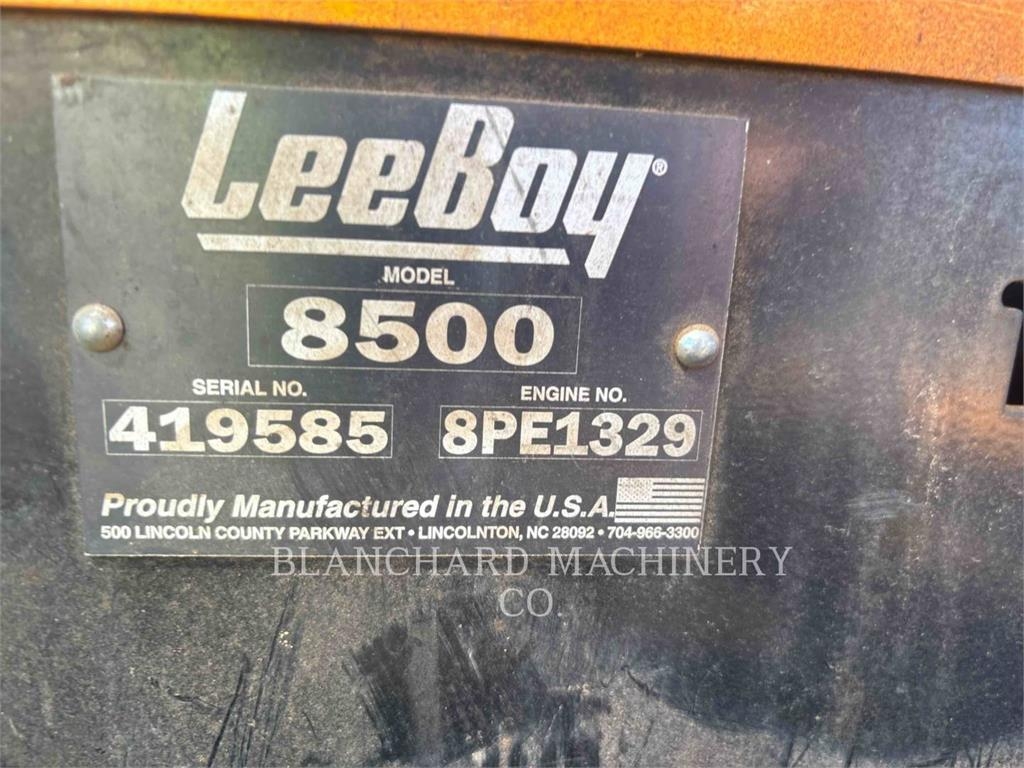 LeeBoy®
MODEL
8500
SERIAL NO. ENGINE NO.
419585 8PE1329
Proudly Manufactured in the U.S.A.
500 LINCOLN COUNTY PARKWAY EXT • LINCOLNTON, NC 28092 • 704-966-3300
BLANCHARD MACHINERY
CO.